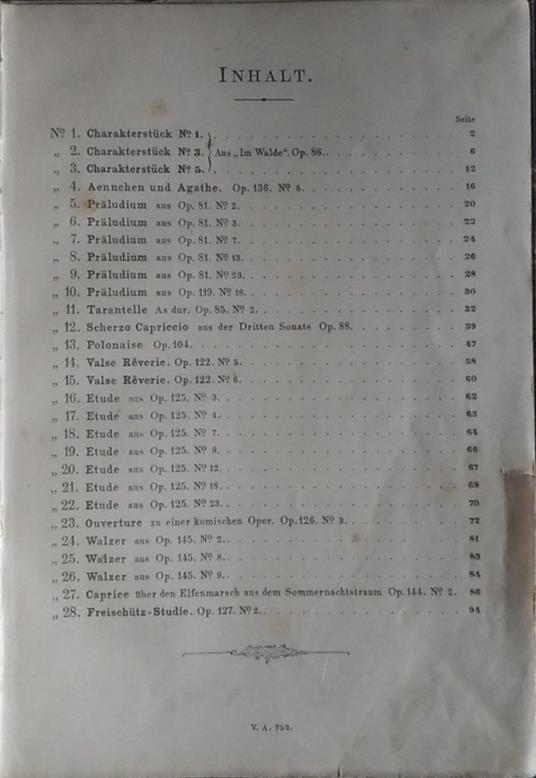 INHALT.
Seite
Nº 1. Charakterstück Nº 1. 2
„ 2. Charakterstück Nº 3. Aus „Im Walde“. Op. 86. 6
„ 3. Charakterstück Nº 5. 12
„ 4. Aennchen und Agathe. Op. 136. Nº 5. 16
„ 5. Präludium aus Op. 81. Nº 2. 20
„ 6. Präludium aus Op. 81. Nº 3. 22
„ 7. Präludium aus Op. 81. Nº 7. 24
„ 8. Präludium aus Op. 81. Nº 13. 26
„ 9. Präludium aus Op. 81. Nº 23. 28
„ 10. Präludium aus Op. 119. Nº 16. 30
„ 11. Tarantelle As dur. Op. 85. Nº 2. 32
„ 12. Scherzo Capriccio aus der Dritten Sonate Op. 88. 39
„ 13. Polonaise Op. 104. 47
„ 14. Valse Rêverie. Op. 122. Nº 5. 58
„ 15. Valse Rêverie. Op. 122. Nº 6. 60
„ 16. Etude aus Op. 125. Nº 3. 62
„ 17. Etude aus Op. 125. Nº 4. 63
„ 18. Etude aus Op. 125. Nº 7. 64
„ 19. Etude aus Op. 125. Nº 9. 66
„ 20. Etude aus Op. 125. Nº 12. 67
„ 21. Etude aus Op. 125. Nº 18. 68
„ 22. Etude aus Op. 125. Nº 23. 70
„ 23. Ouverture zu einer komischen Oper. Op. 126. Nº 3. 72
„ 24. Walzer aus Op. 145. Nº 2. 81
„ 25. Walzer aus Op. 145. Nº 8. 83
„ 26. Walzer aus Op. 145. Nº 9. 84
„ 27. Caprice über den Elfenmarsch aus dem Sommernachtstraum Op. 144. Nº 2. 86
„ 28. Freischütz-Studie. Op. 127. Nº 2. 94
V. A. 752.